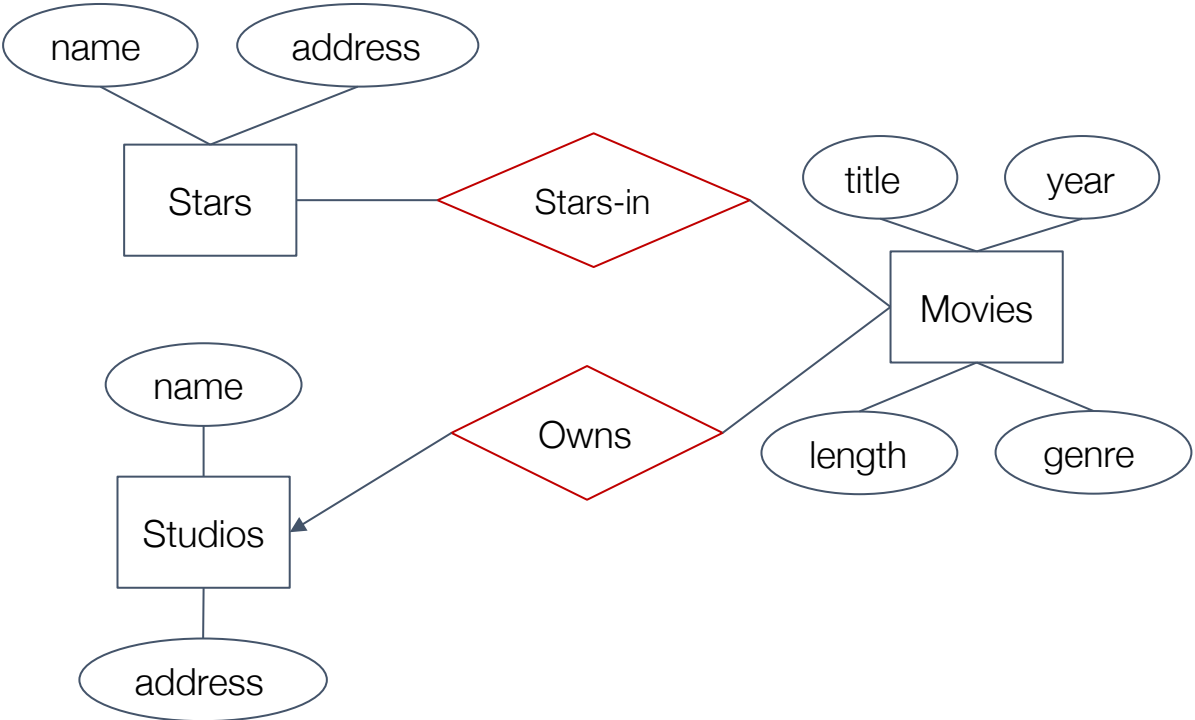 name
address
Stars
Stars-in
title
year
Movies
name
Owns
length
genre
Studios
address